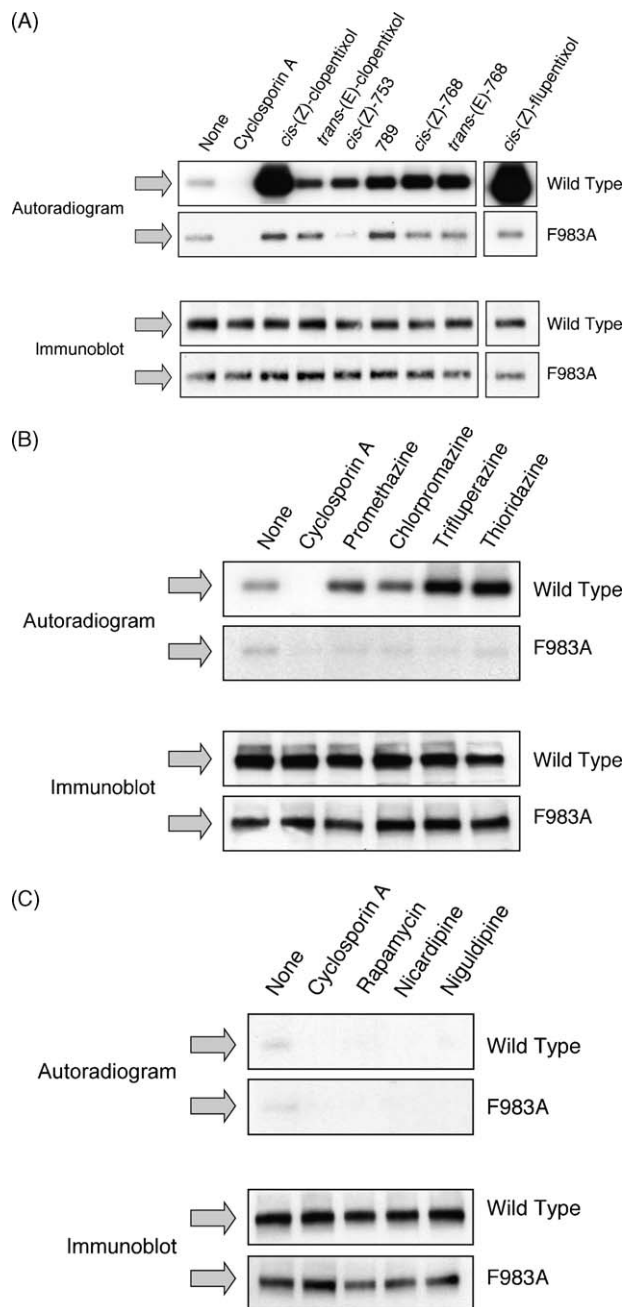 (A)
None
Cyclosporin A
cis-(Z)-clopentixol
trans-(E)-clopentixol
cis-(Z)-753
789
cis-(Z)-768
trans-(E)-768
cis-(Z)-flupentixol
Autoradiogram
Wild Type
F983A
Immunoblot
Wild Type
F983A
(B)
None
Cyclosporin A
Promethazine
Chlorpromazine
Trifluperazine
Thioridazine
Autoradiogram
Wild Type
F983A
Immunoblot
Wild Type
F983A
(C)
None
Cyclosporin A
Rapamycin
Nicardipine
Niguldipine
Autoradiogram
Wild Type
F983A
Immunoblot
Wild Type
F983A